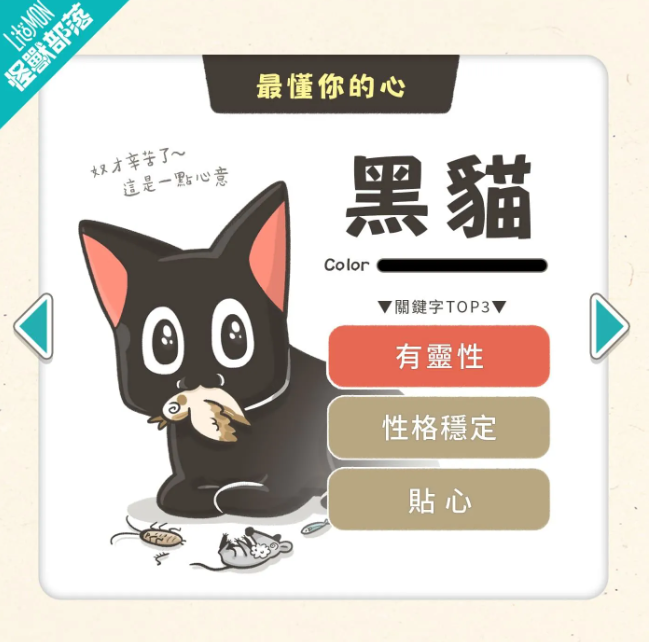 LitoMON
怪獸部落
最懂你的心
奴才辛苦了~
這是一點心意
黑貓
Color
▼關鍵字TOP3▼
有靈性
性格穩定
貼心